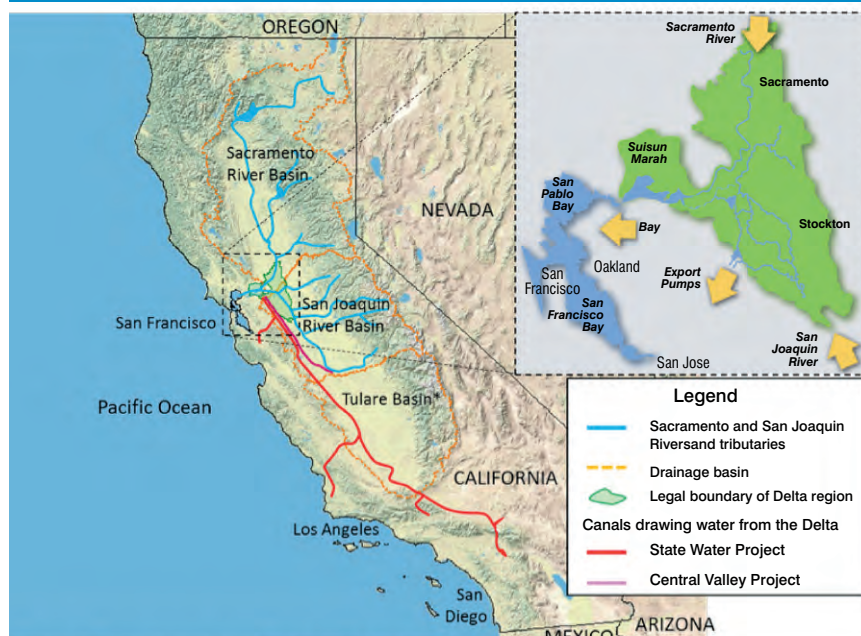 OREGON
Sacramento
River Basin
NEVADA
San Joaquin
River Basin
San Francisco
Pacific Ocean
Tulare Basin*
CALIFORNIA
Los Angeles
San
Diego
MEXICO
ARIZONA
Sacramento
River
Sacramento
Suisun
Marah
San
Pablo
Bay
Stockton
Bay
Oakland
San
Francisco
Export
Pumps
San
Francisco
Bay
San
Joaquin
River
San Jose
Legend
Sacramento and San Joaquin
Riversand tributaries
Drainage basin
Legal boundary of Delta region
Canals drawing water from the Delta
State Water Project
Central Valley Project